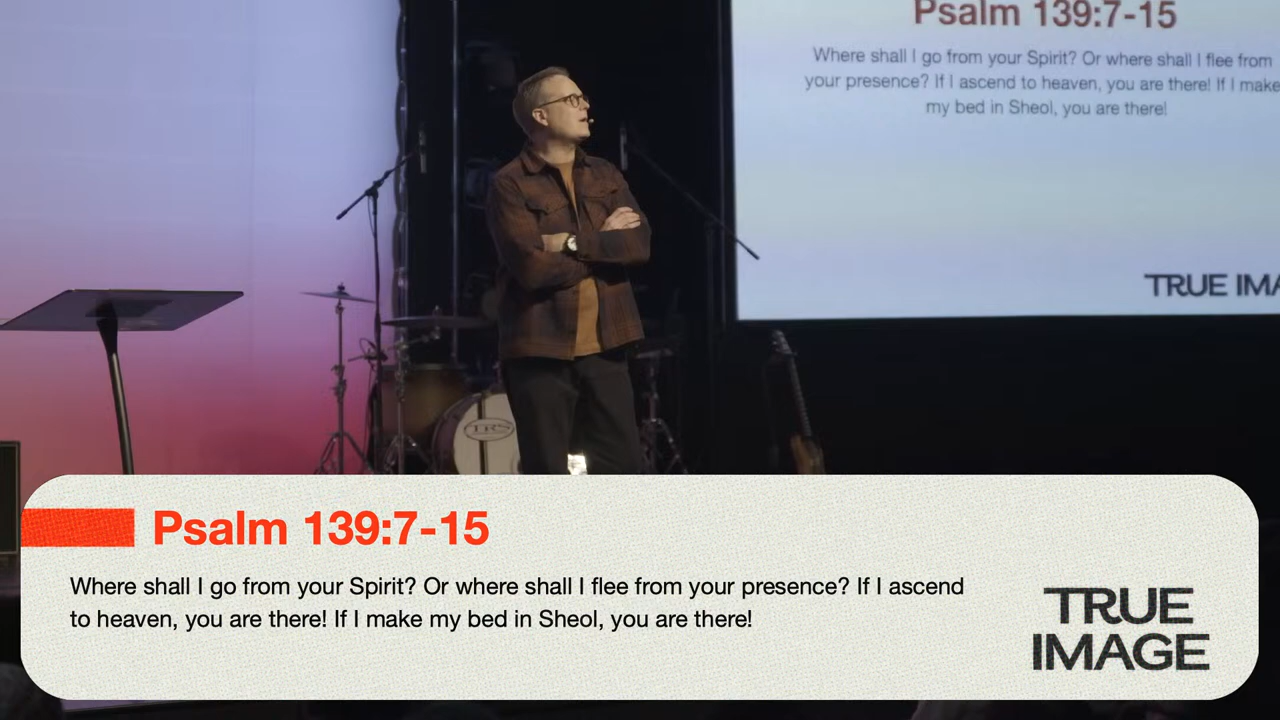 Psalm 139:7-15
Where shall I go from your Spirit? Or where shall I flee from
your presence? If I ascend to heaven, you are there! If I make
my bed in Sheol, you are there!
TRUE IMA
TRS
Psalm 139:7-15
Where shall I go from your Spirit? Or where shall I flee from your presence? If I ascend
to heaven, you are there! If I make my bed in Sheol, you are there!
TRUE
IMAGE